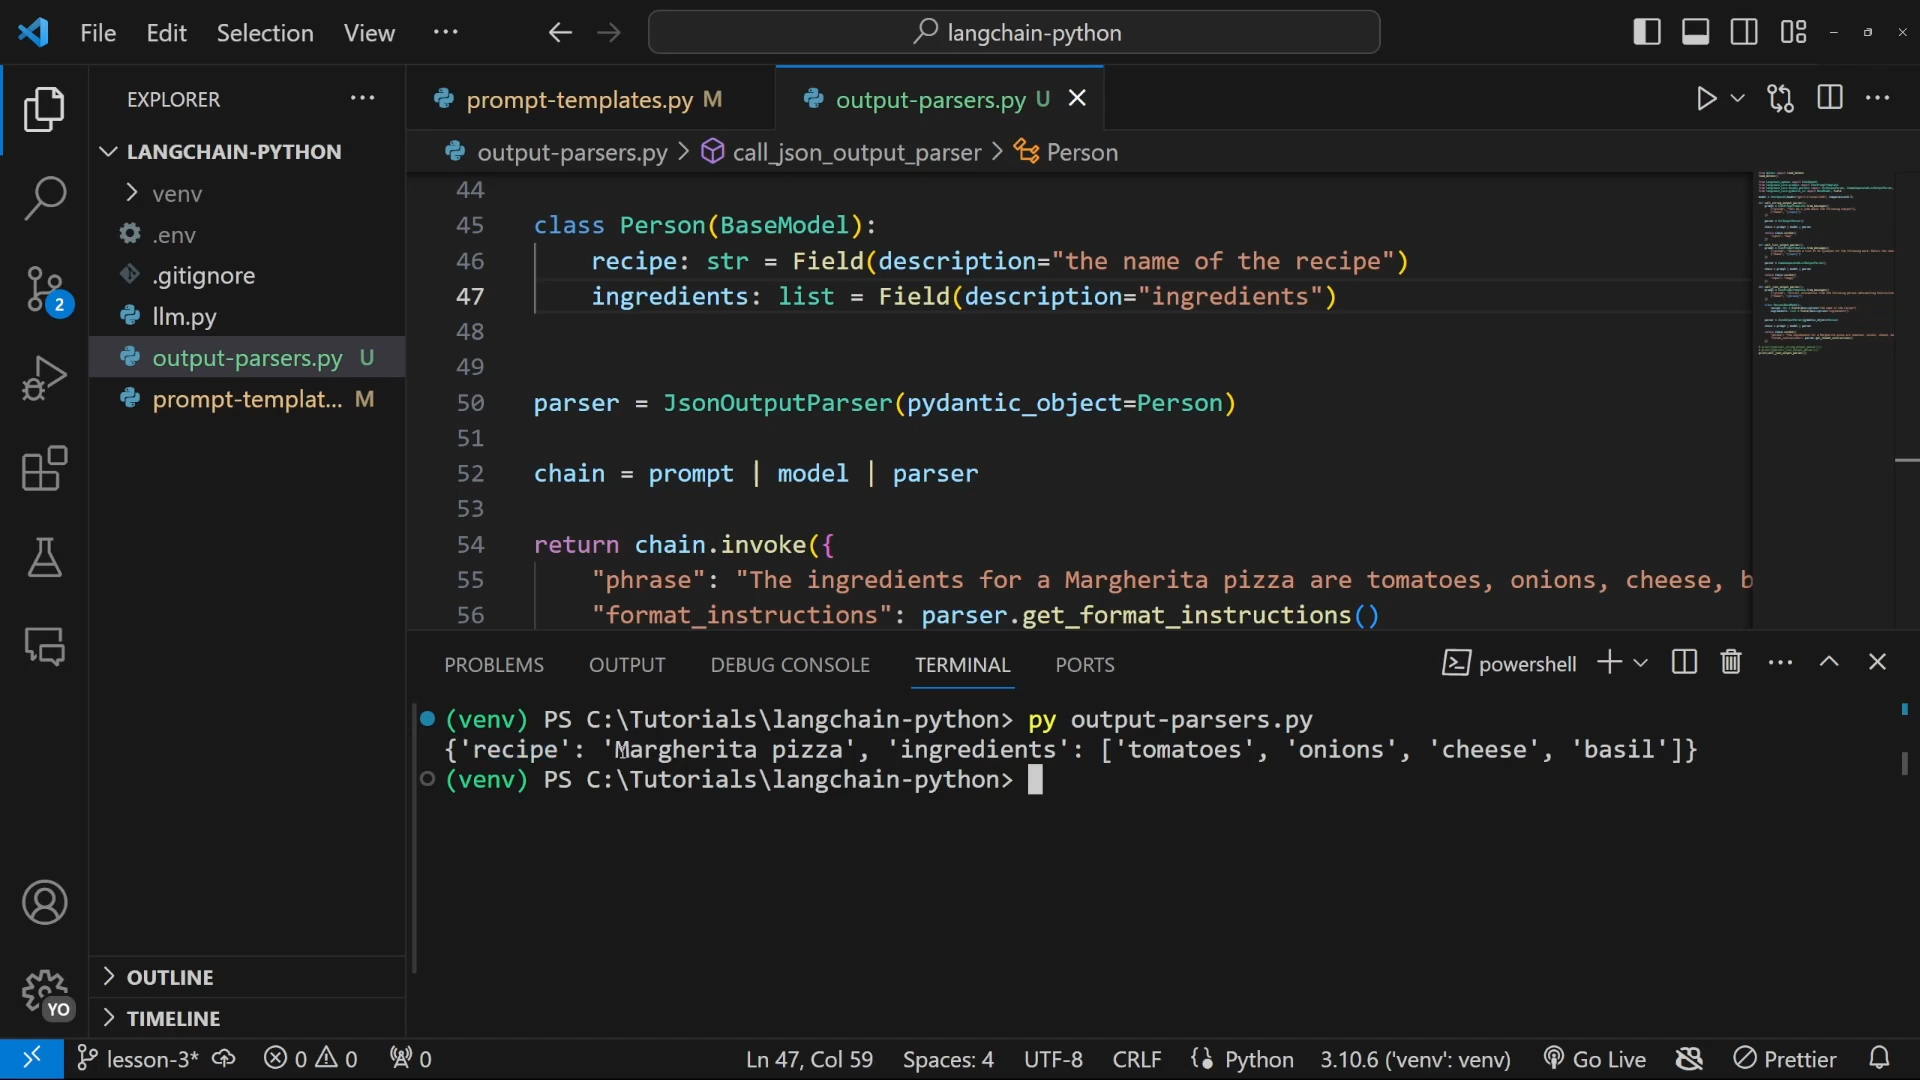 File Edit Selection View ··· langchain-python
EXPLORER ···
LANGCHAIN-PYTHON
venv
.env
.gitignore
llm.py
output-parsers.py U
prompt-templat... M
OUTLINE
TIMELINE
2
YO
prompt-templates.py M output-parsers.py U
output-parsers.py > call_json_output_parser > Person
44
45 class Person(BaseModel):
46 recipe: str = Field(description="the name of the recipe")
47 ingredients: list = Field(description="ingredients")
48
49
50 parser = JsonOutputParser(pydantic_object=Person)
51
52 chain = prompt | model | parser
53
54 return chain.invoke({
55 "phrase": "The ingredients for a Margherita pizza are tomatoes, onions, cheese, b
56 "format_instructions": parser.get_format_instructions()
PROBLEMS OUTPUT DEBUG CONSOLE TERMINAL PORTS powershell
(venv) PS C:\Tutorials\langchain-python> py output-parsers.py
{'recipe': 'Margherita pizza', 'ingredients': ['tomatoes', 'onions', 'cheese', 'basil']}
(venv) PS C:\Tutorials\langchain-python>
lesson-3* 0 0 0 Ln 47, Col 59 Spaces: 4 UTF-8 CRLF Python 3.10.6 ('venv': venv) Go Live Prettier